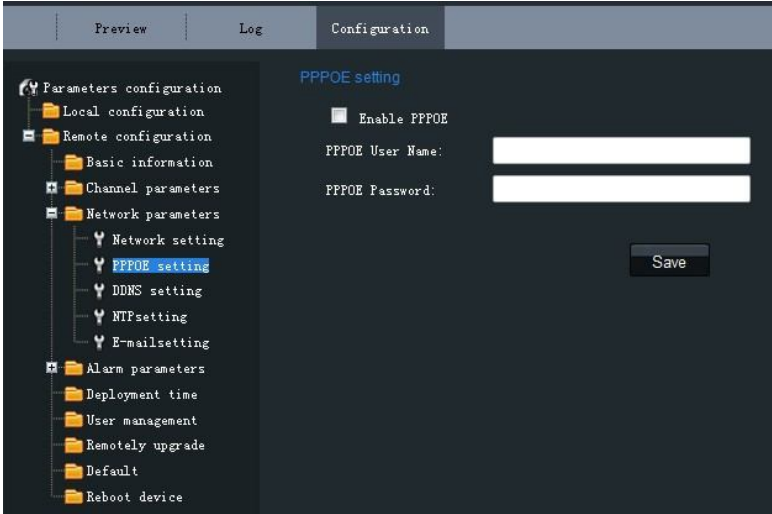 Preview Log Configuration
Parameters configuration
Local configuration
Remote configuration
Basic information
Channel parameters
Network parameters
Network setting
PPPOE setting
DDNS setting
NTPsetting
E-mailsetting
Alarm parameters
Deployment time
User management
Remotely upgrade
Default
Reboot device
PPPOE setting
Enable PPPOE
PPPOE User Name:
PPPOE Password:
Save